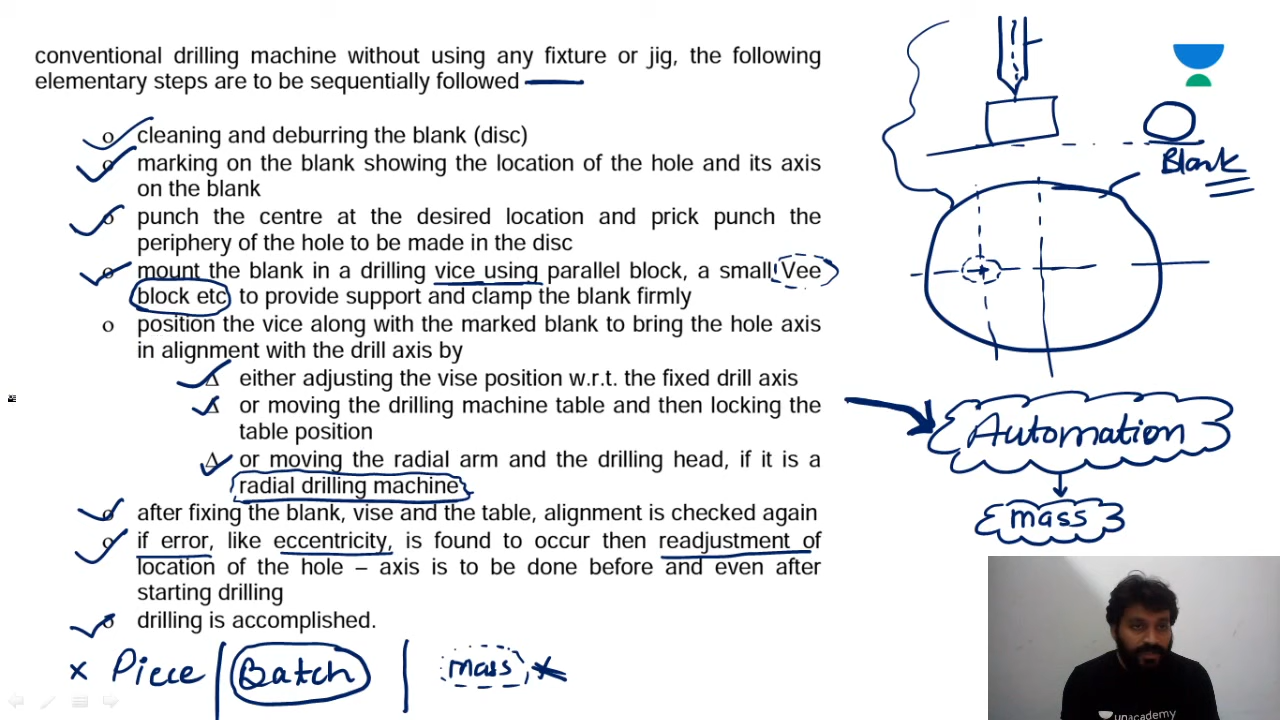 conventional drilling machine without using any fixture or jig, the following
elementary steps are to be sequentially followed
o cleaning and deburring the blank (disc)
o marking on the blank showing the location of the hole and its axis
on the blank
o punch the centre at the desired location and prick punch the
periphery of the hole to be made in the disc
o mount the blank in a drilling vice using parallel block, a small Vee
block etc to provide support and clamp the blank firmly
o position the vice along with the marked blank to bring the hole axis
in alignment with the drill axis by
Δ either adjusting the vise position w.r.t. the fixed drill axis
Δ or moving the drilling machine table and then locking the
table position
Δ or moving the radial arm and the drilling head, if it is a
radial drilling machine
o after fixing the blank, vise and the table, alignment is checked again
o if error, like eccentricity, is found to occur then readjustment of
location of the hole – axis is to be done before and even after
starting drilling
o drilling is accomplished.
x Piece | Batch | mass x
Blank
Automation
mass
unacademy